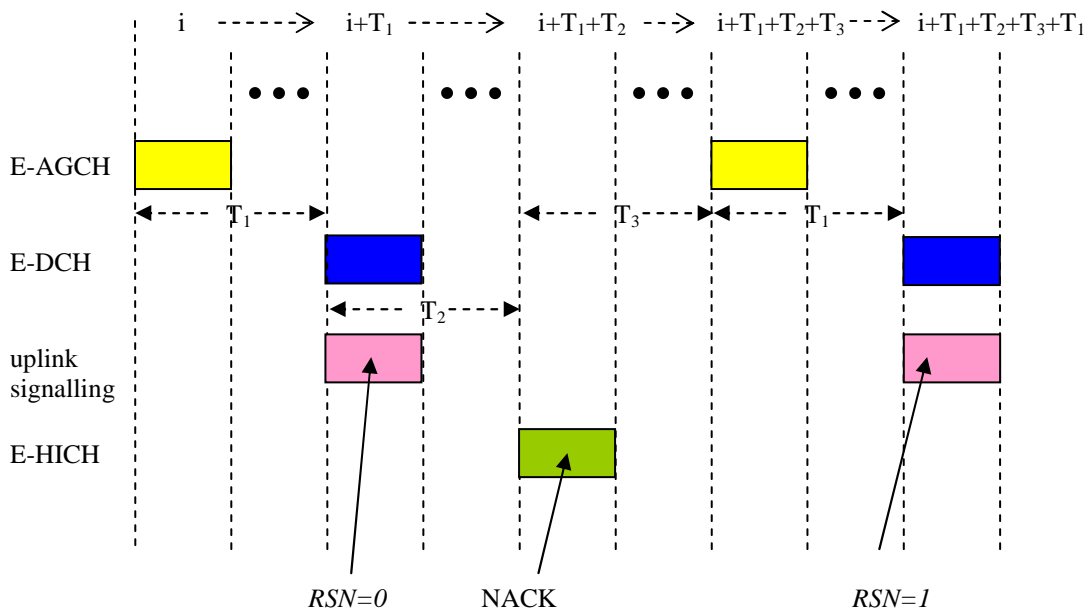 i i+T₁ i+T₁+T₂ i+T₁+T₂+T₃ i+T₁+T₂+T₃+T₁
E-AGCH
T₁ T₃ T₁
E-DCH
T₂
uplink
signalling
E-HICH
RSN=0 NACK RSN=1